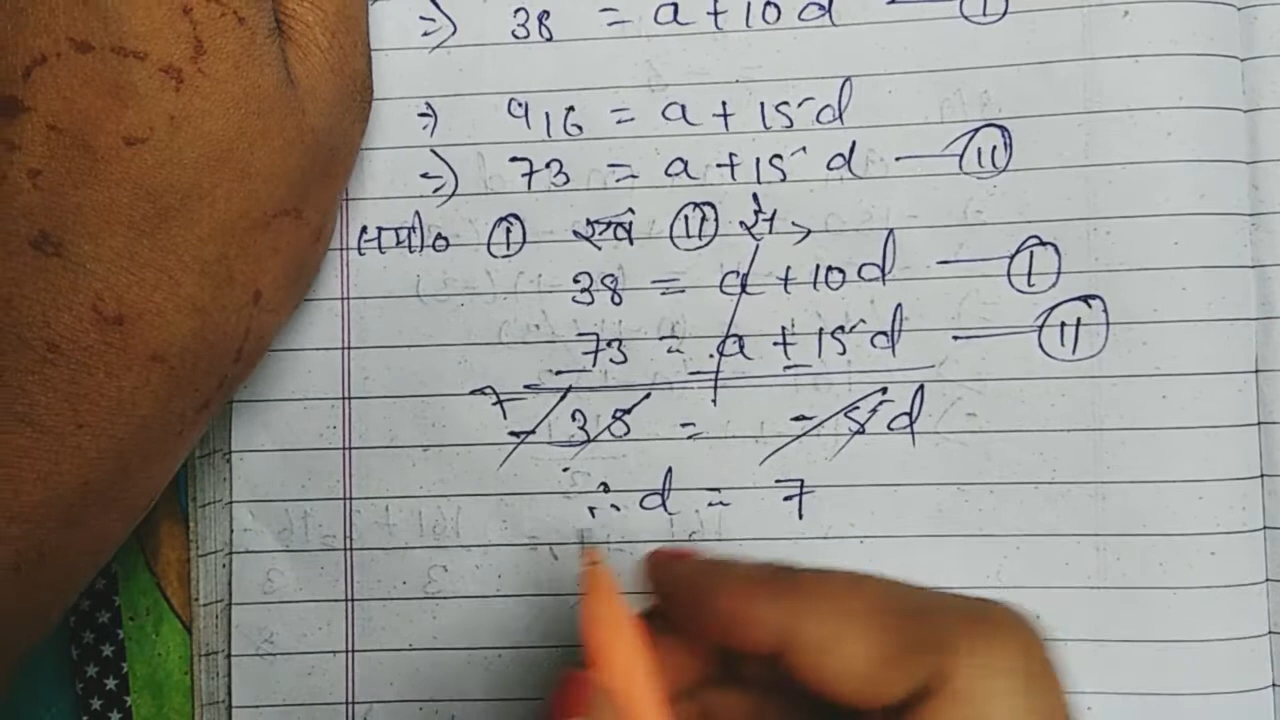 ⇒ 38 = a + 10d — Ⓘ
⇒ a16 = a + 15d
⇒ 73 = a + 15d — ⒾⒾ
समी० Ⓘ एवं ⒾⒾ से,
38 = a + 10d — Ⓘ
73 = a + 15d — ⒾⒾ
- - -
7
-35 = -5d
∴ d = 7